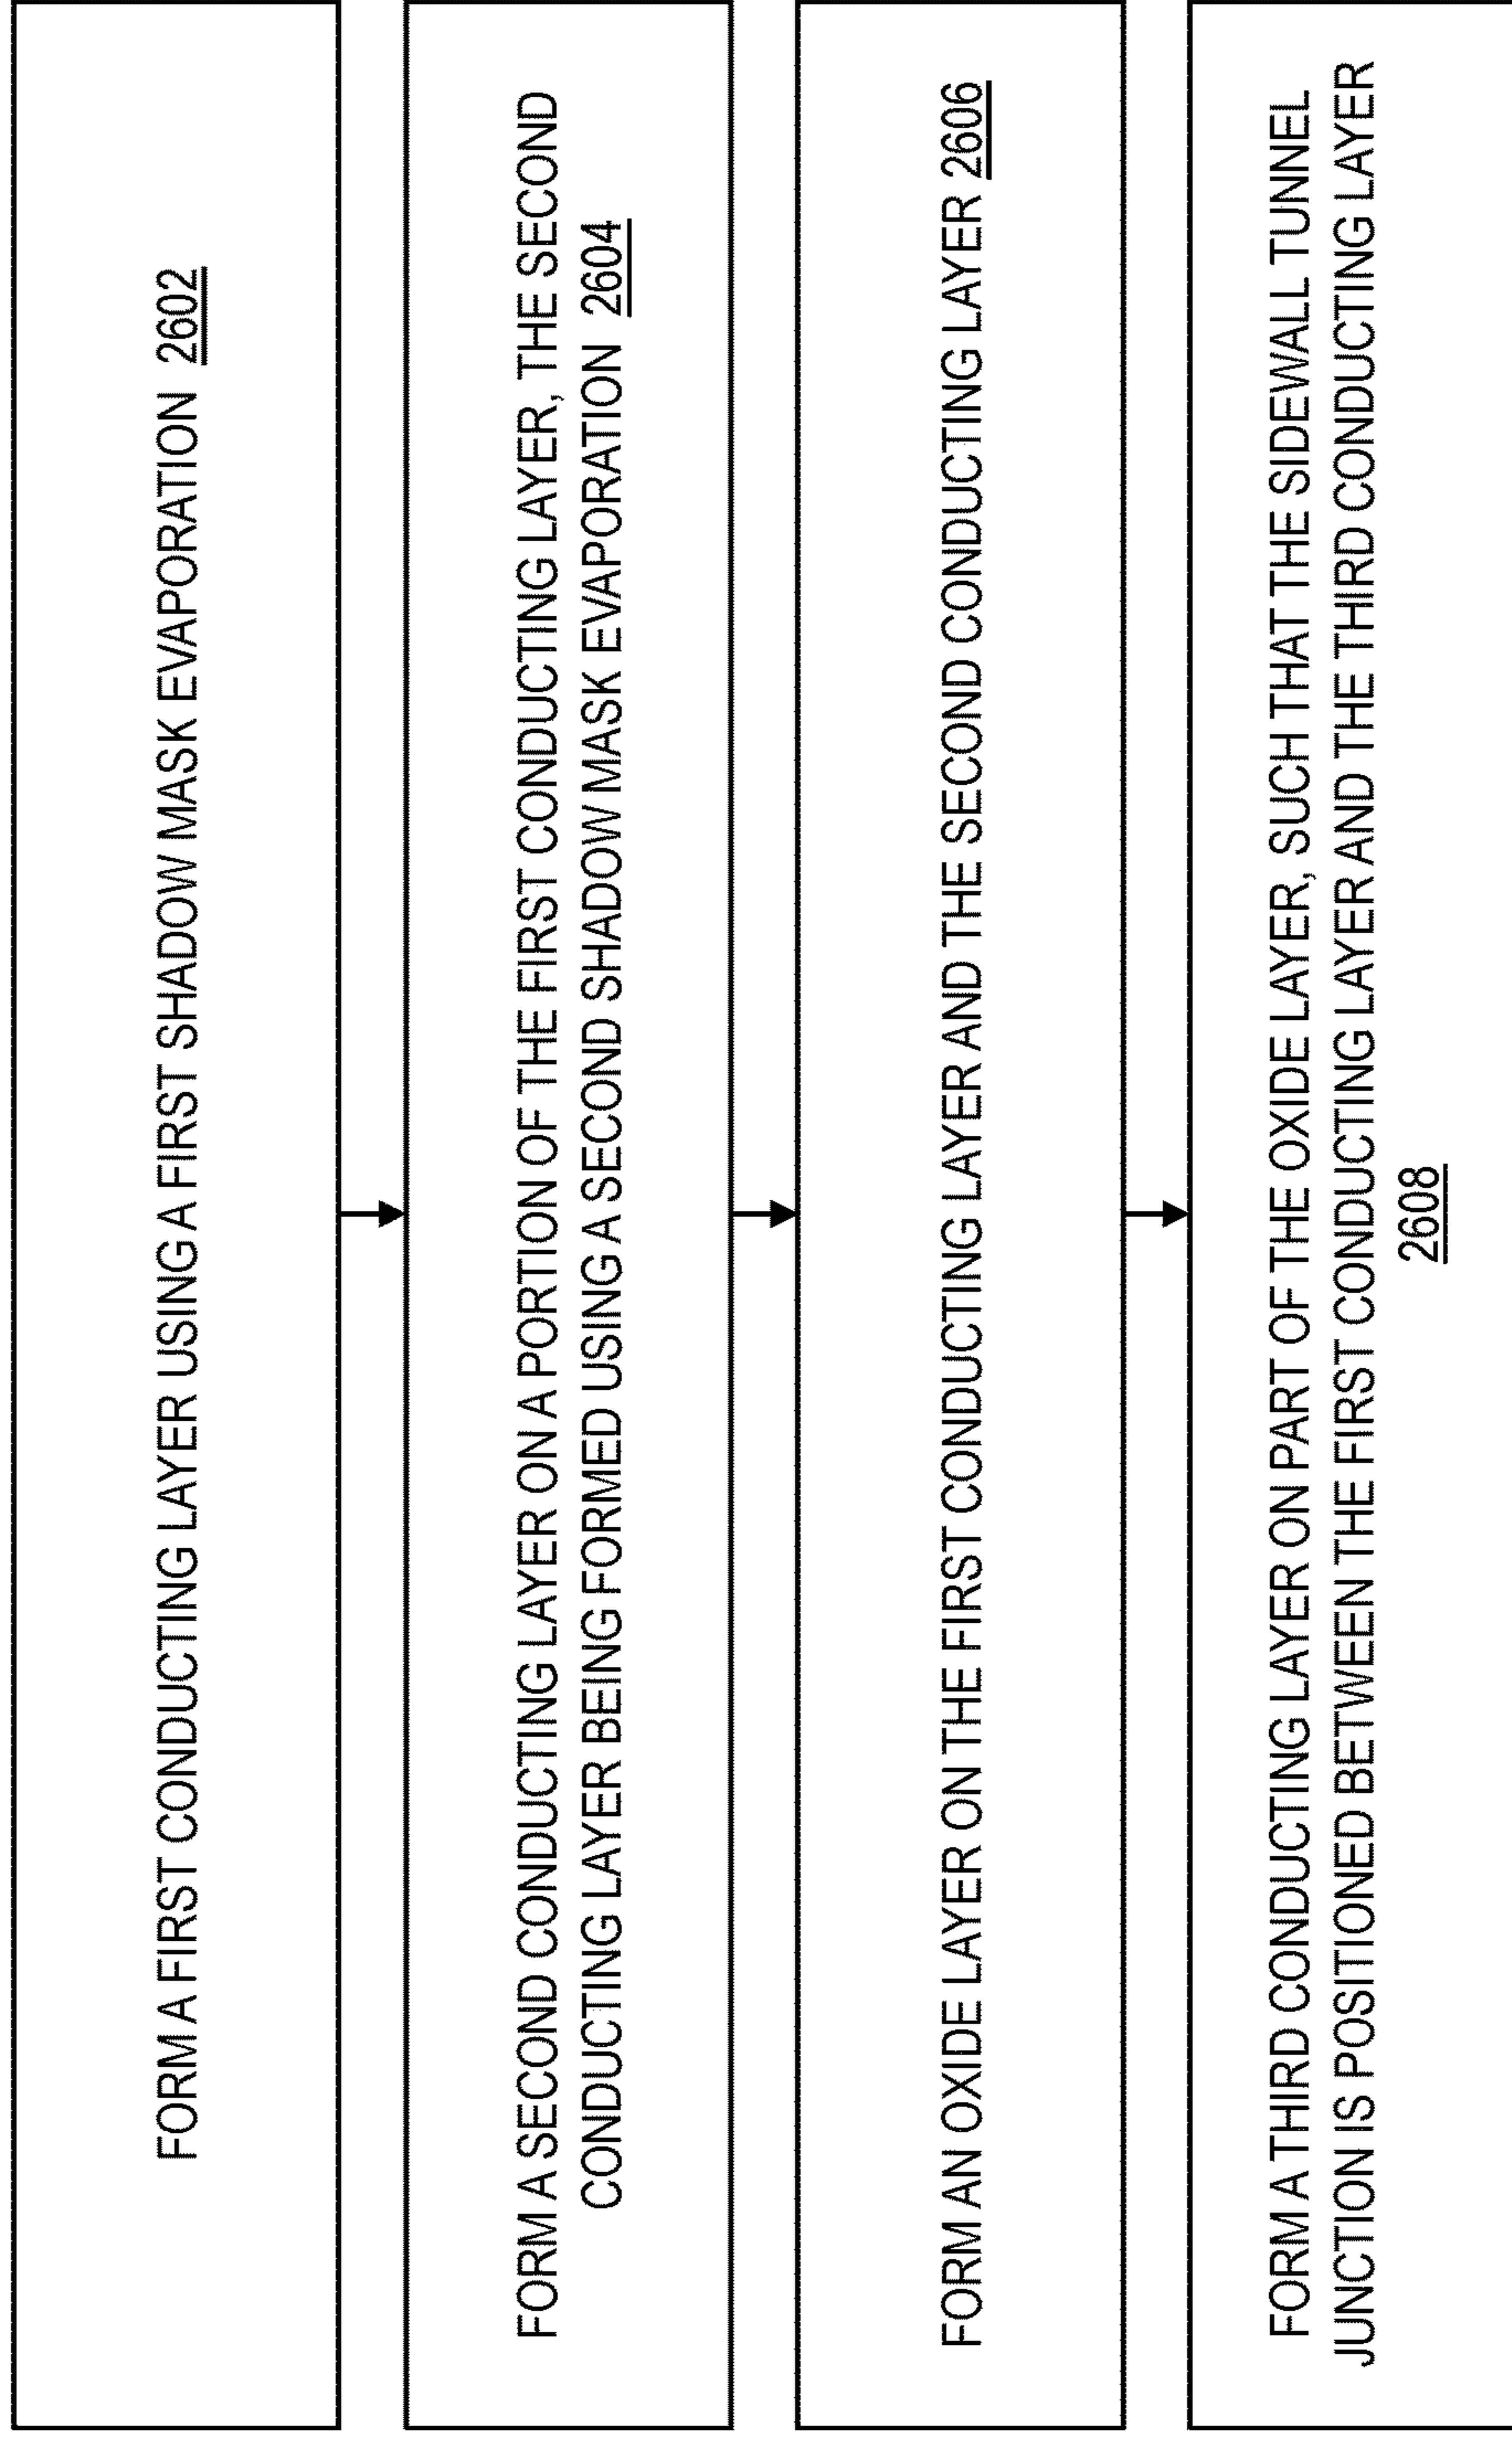 FORM A FIRST CONDUCTING LAYER USING A FIRST SHADOW MASK EVAPORATION 2602
FORM A SECOND CONDUCTING LAYER ON A PORTION OF THE FIRST CONDUCTING LAYER, THE SECOND
CONDUCTING LAYER BEING FORMED USING A SECOND SHADOW MASK EVAPORATION 2604
FORM AN OXIDE LAYER ON THE FIRST CONDUCTING LAYER AND THE SECOND CONDUCTING LAYER 2606
FORM A THIRD CONDUCTING LAYER ON PART OF THE OXIDE LAYER, SUCH THAT THE SIDEWALL TUNNEL
JUNCTION IS POSITIONED BETWEEN THE FIRST CONDUCTING LAYER AND THE THIRD CONDUCTING LAYER
2608